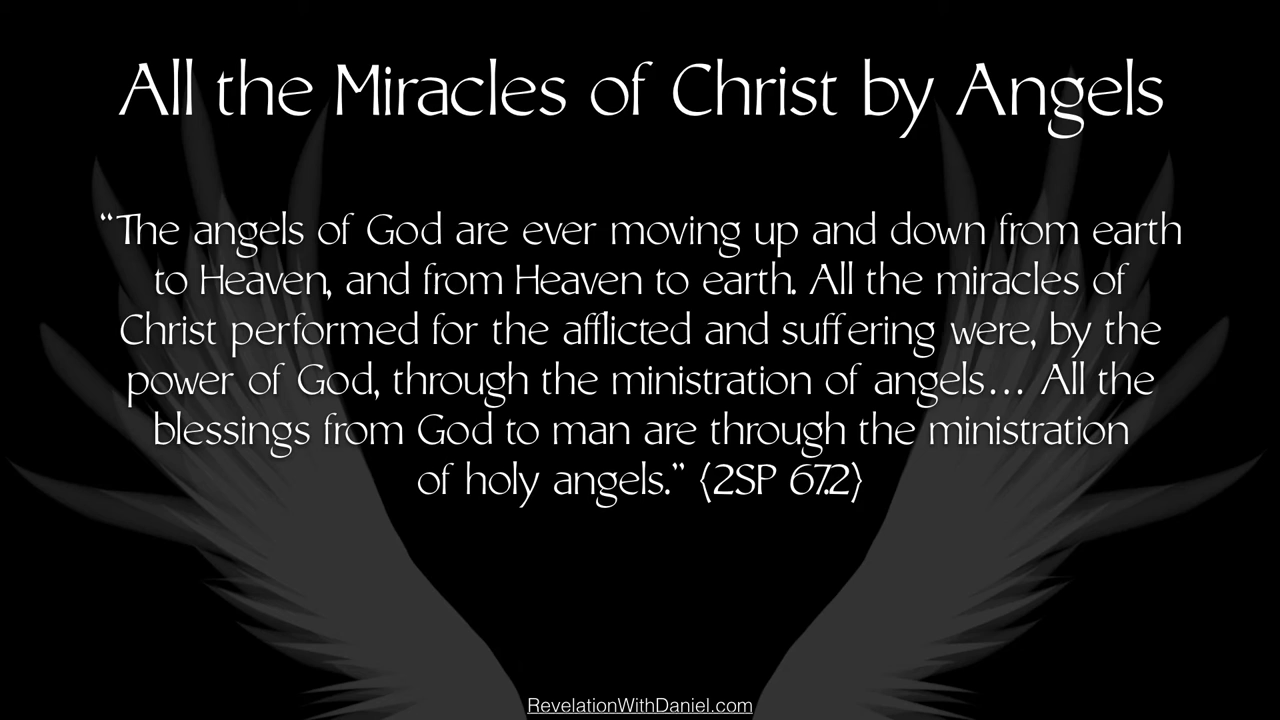 All the Miracles of Christ by Angels
“The angels of God are ever moving up and down from earth
to Heaven, and from Heaven to earth. All the miracles of
Christ performed for the afflicted and suffering were, by the
power of God, through the ministration of angels… All the
blessings from God to man are through the ministration
of holy angels.” {2SP 67.2}
RevelationWithDaniel.com